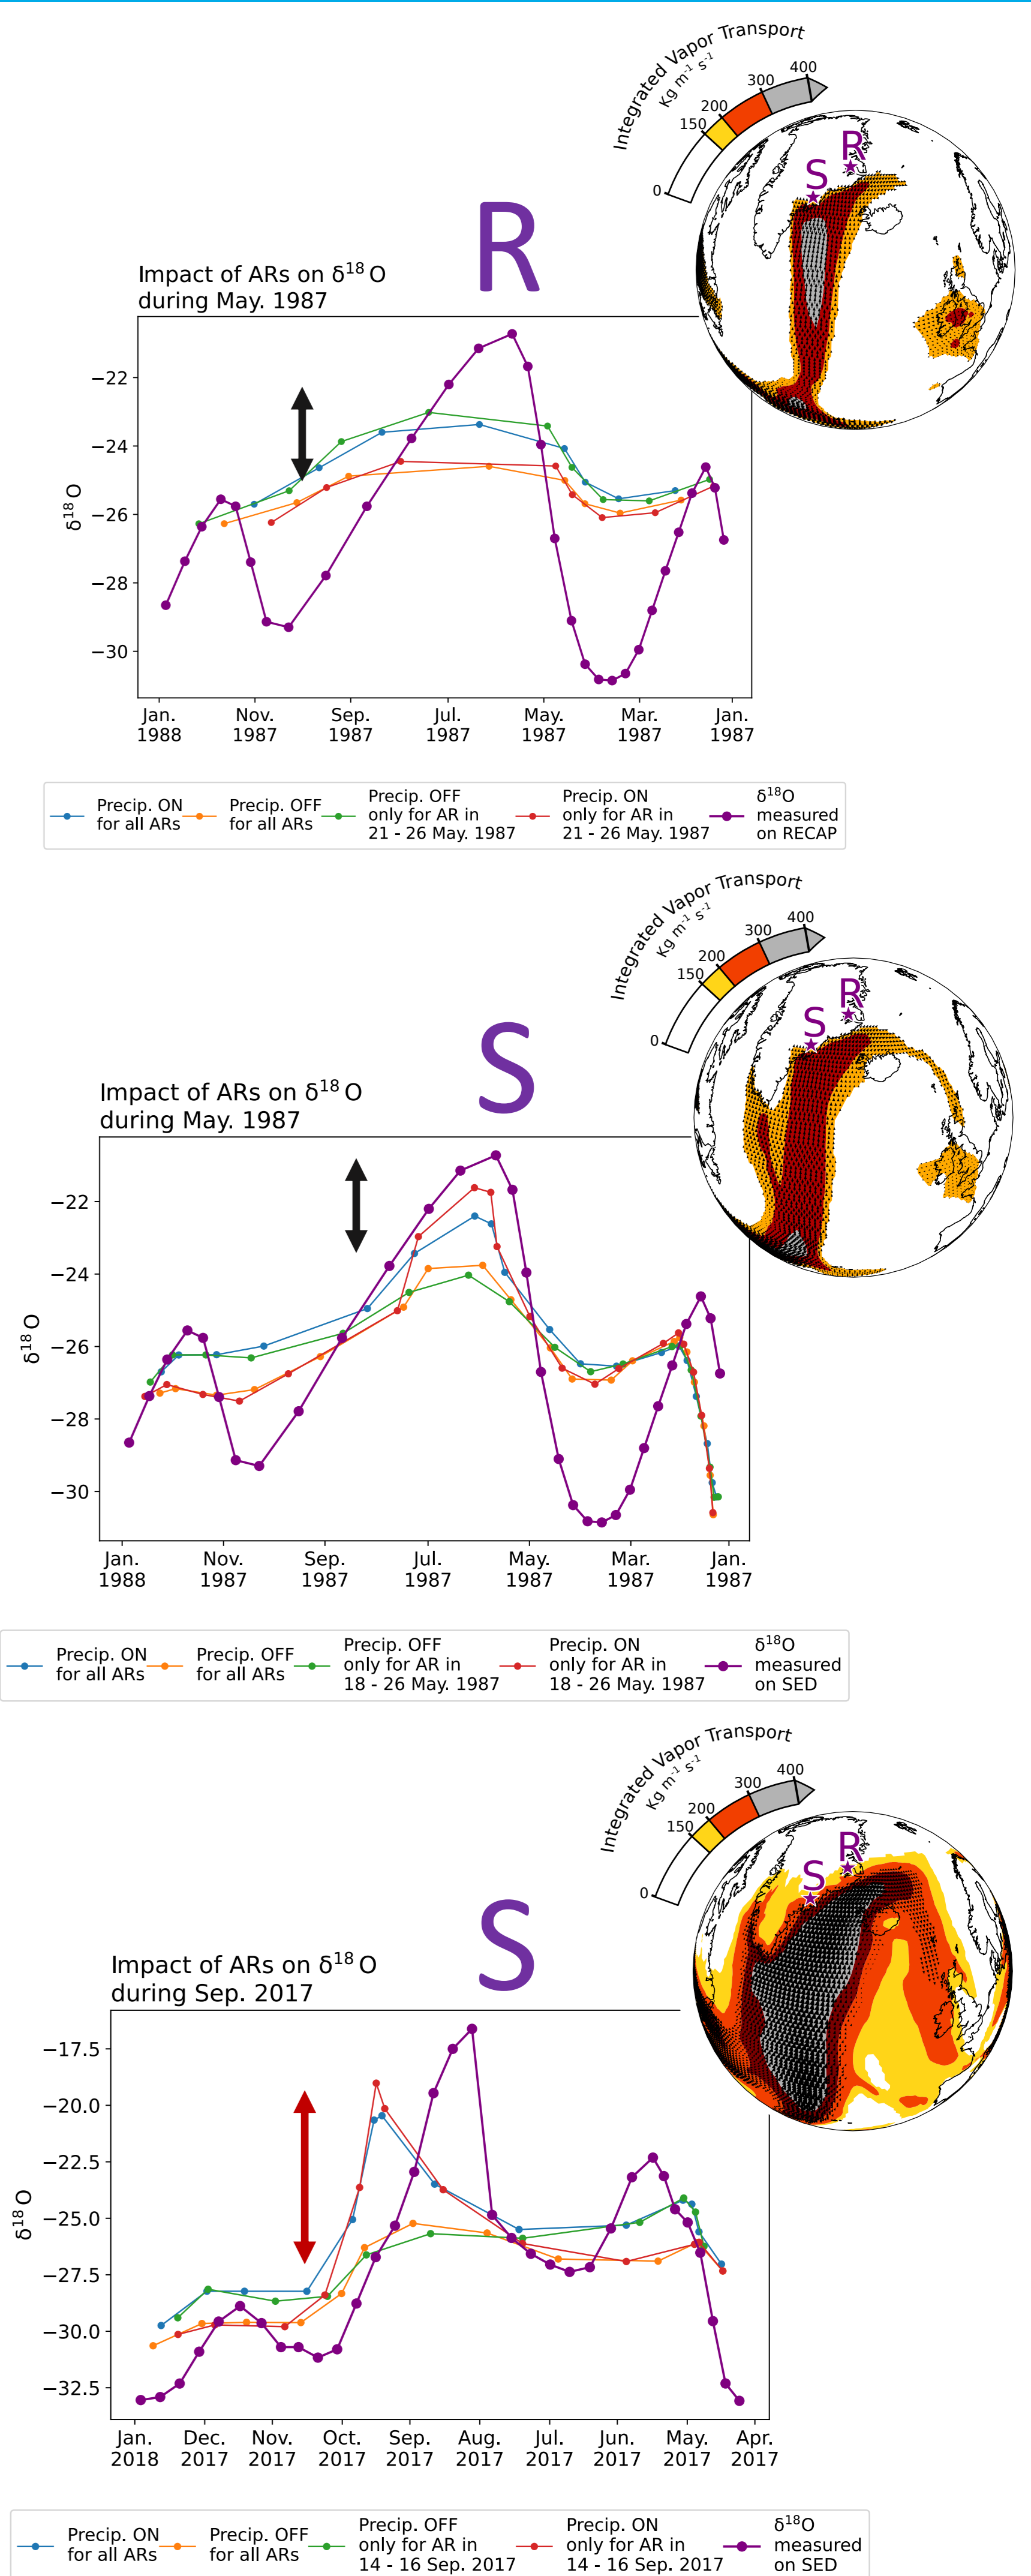 Integrated Vapor Transport
Kg m⁻¹ s⁻¹
0
150
200
300
400
R
S
R
Impact of ARs on δ¹⁸ O
during May. 1987
δ¹⁸ O
−22
−24
−26
−28
−30
Jan. Nov. Sep. Jul. May. Mar. Jan.
1988 1987 1987 1987 1987 1987 1987
Precip. ON
for all ARs
Precip. OFF
for all ARs
Precip. OFF
only for AR in
21 - 26 May. 1987
Precip. ON
only for AR in
21 - 26 May. 1987
δ¹⁸O
measured
on RECAP
Integrated Vapor Transport
Kg m⁻¹ s⁻¹
0
150
200
300
400
R
S
S
Impact of ARs on δ¹⁸ O
during May. 1987
δ¹⁸ O
−22
−24
−26
−28
−30
Jan. Nov. Sep. Jul. May. Mar. Jan.
1988 1987 1987 1987 1987 1987 1987
Precip. ON
for all ARs
Precip. OFF
for all ARs
Precip. OFF
only for AR in
18 - 26 May. 1987
Precip. ON
only for AR in
18 - 26 May. 1987
δ¹⁸O
measured
on SED
Integrated Vapor Transport
Kg m⁻¹ s⁻¹
0
150
200
300
400
R
S
S
Impact of ARs on δ¹⁸ O
during Sep. 2017
δ¹⁸ O
−17.5
−20.0
−22.5
−25.0
−27.5
−30.0
−32.5
Jan. Dec. Nov. Oct. Sep. Aug. Jul. Jun. May. Apr.
2018 2017 2017 2017 2017 2017 2017 2017 2017 2017
Precip. ON
for all ARs
Precip. OFF
for all ARs
Precip. OFF
only for AR in
14 - 16 Sep. 2017
Precip. ON
only for AR in
14 - 16 Sep. 2017
δ¹⁸O
measured
on SED